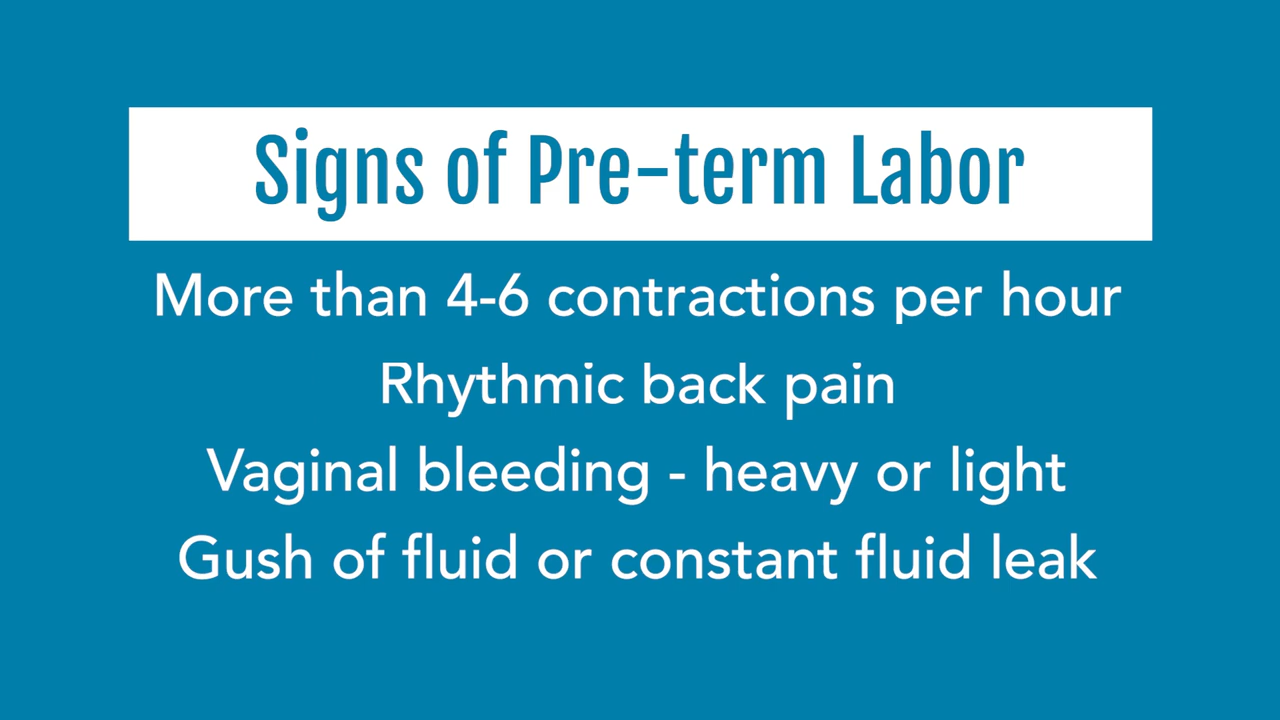 Signs of Pre-term Labor
More than 4-6 contractions per hour
Rhythmic back pain
Vaginal bleeding - heavy or light
Gush of fluid or constant fluid leak